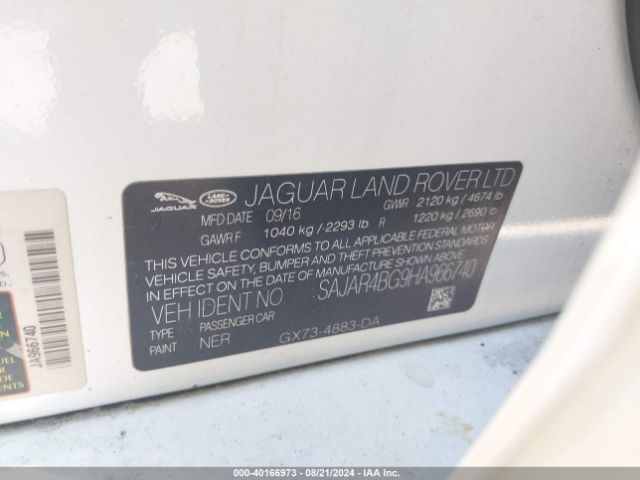 JAGUAR LAND-ROVER JAGUAR LAND ROVER LTD
MFD DATE 09/16 GVWR 2120 kg / 4674 lb
GAWR F 1040 kg / 2293 lb R 1220 kg / 2690 lb
THIS VEHICLE CONFORMS TO ALL APPLICABLE FEDERAL MOTOR
VEHICLE SAFETY, BUMPER AND THEFT PREVENTION STANDARDS
IN EFFECT ON THE DATE OF MANUFACTURE SHOWN ABOVE
VEH IDENT NO SAJAR4BG9HA966740
TYPE PASSENGER CAR
PAINT NER GX73-4883-DA
JA966740
000-40166973 | 08/21/2024 | IAA Inc.